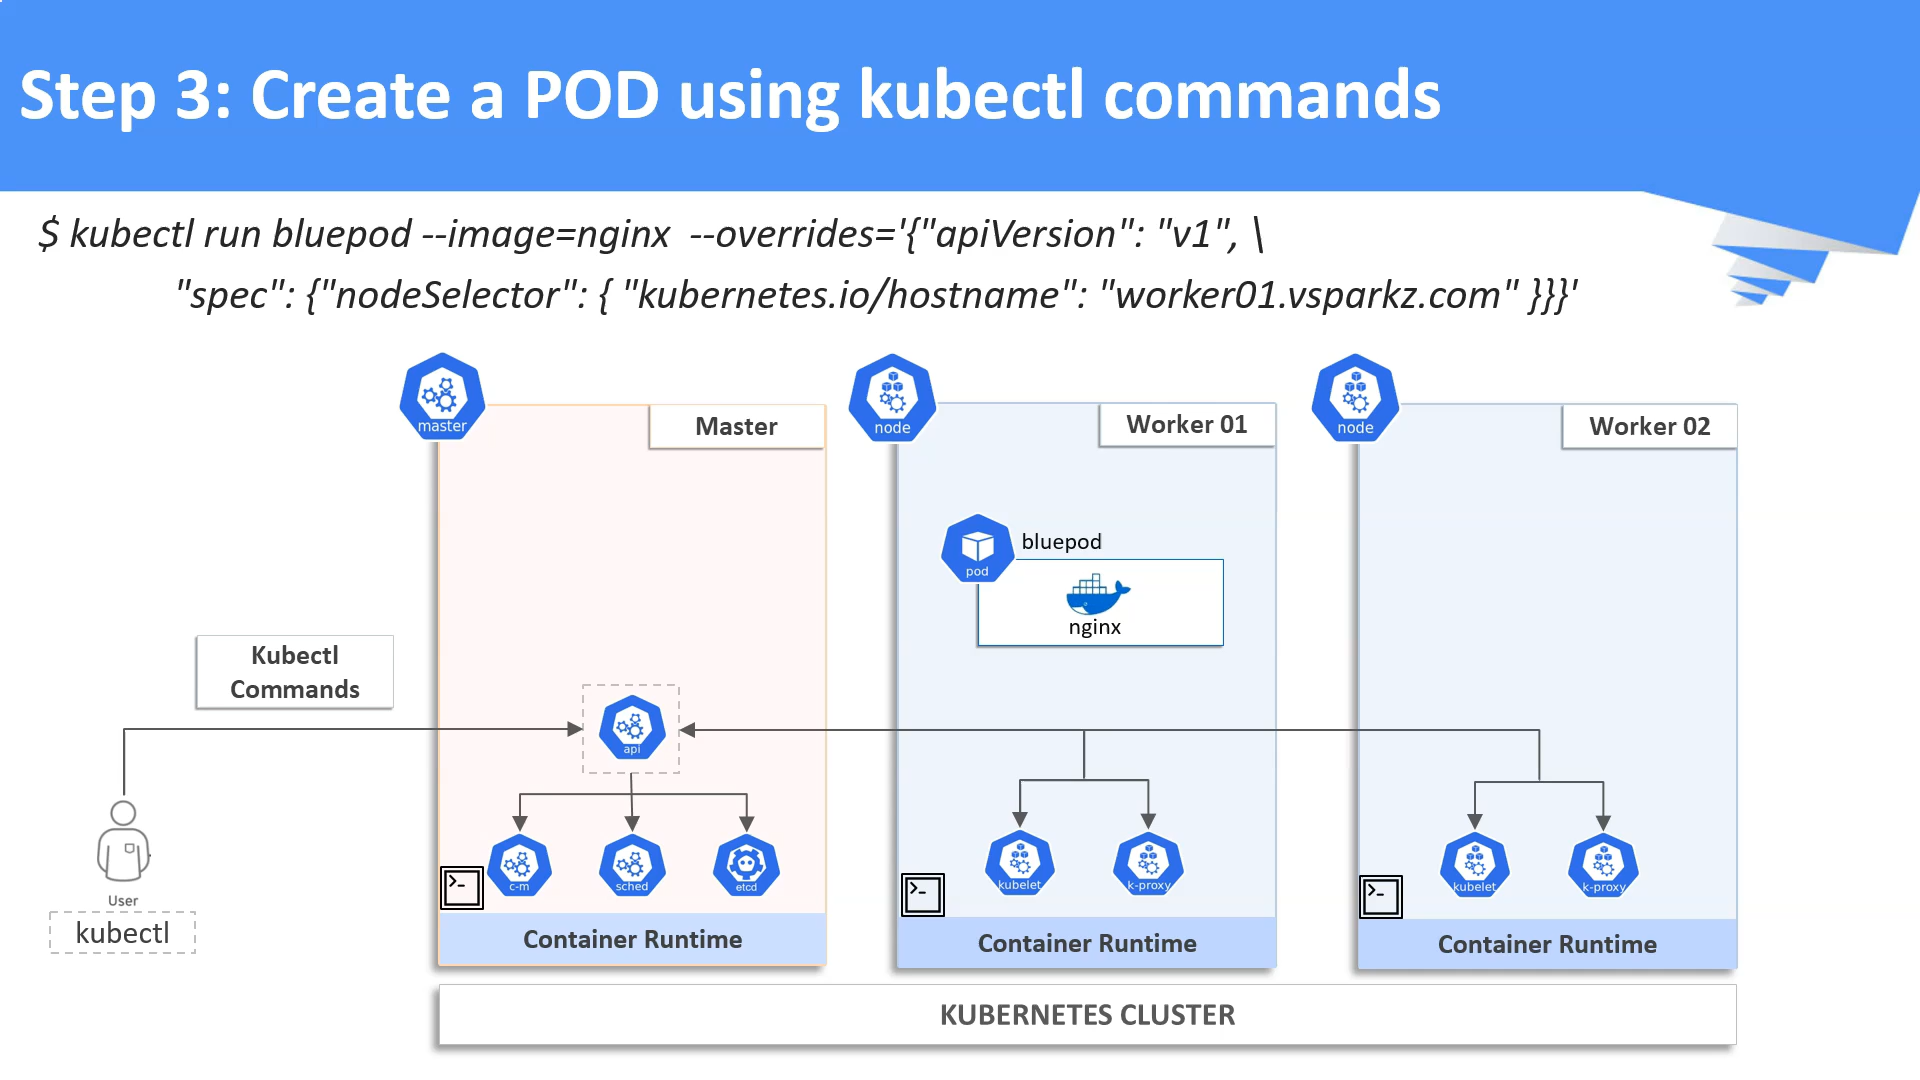 Step 3: Create a POD using kubectl commands
$ kubectl run bluepod --image=nginx  --overrides='{"apiVersion": "v1", \
"spec": {"nodeSelector": { "kubernetes.io/hostname": "worker01.vsparkz.com" }}}'
master
Master
node
Worker 01
node
Worker 02
pod
bluepod
nginx
Kubectl
Commands
api
c-m
sched
etcd
kubelet
k-proxy
kubelet
k-proxy
>-
>-
>-
User
kubectl
Container Runtime
Container Runtime
Container Runtime
KUBERNETES CLUSTER